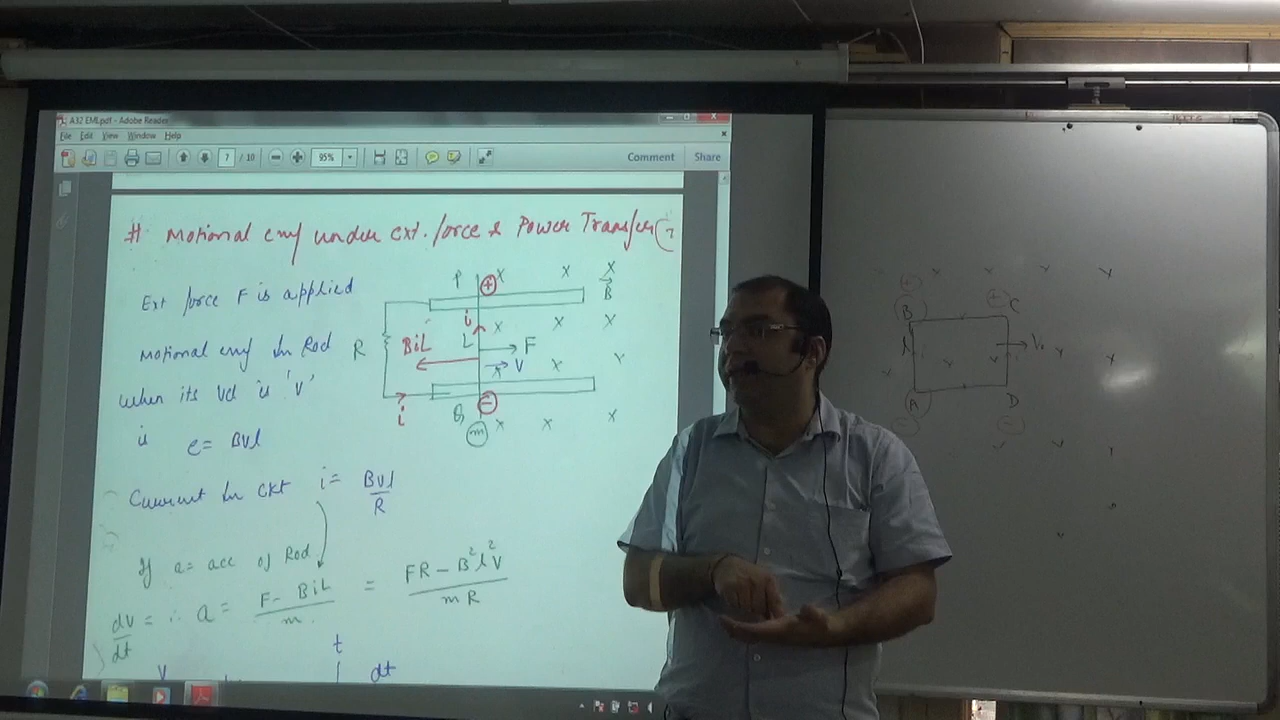 A32 EMI.pdf - Adobe Reader
File Edit View Window Help
7 / 10 95% Comment Share
# Motional emf under ext. force & Power Transfer
Ext force F is applied
Motional emf in Rod
when its vel is 'V'
is e = BVl
Current in ckt i = BVl / R
If a = acc of Rod
dv/dt = ∴ a = F - BiL / m = FR - B²l²V / mR
t
V dt
P + X X X
B
i L X X X
R BiL F
V X X X
i
Q - X X X
m
B + C
V₀
A D